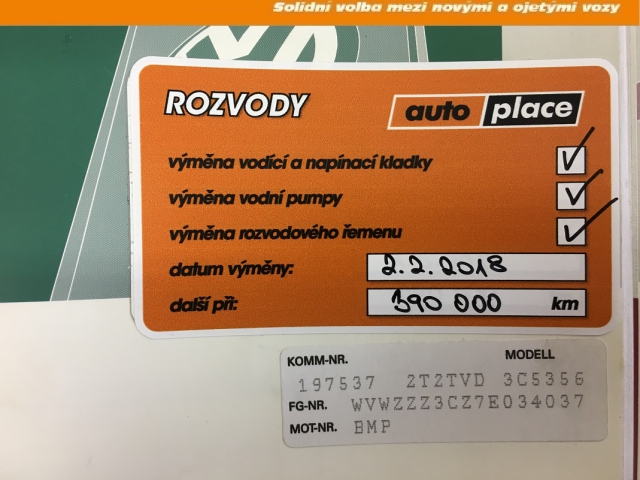 Solidní volba mezi novými a ojetými vozy
ROZVODY
auto place
výměna vodící a napínací kladky
výměna vodní pumpy
výměna rozvodového řemenu
datum výměny: 2.2.2018
další při: 390 000 km
KOMM-NR. MODELL
197537 2T2TVD 3C5356
FG-NR. WVWZZZ3CZ7E034037
MOT-NR. BMP